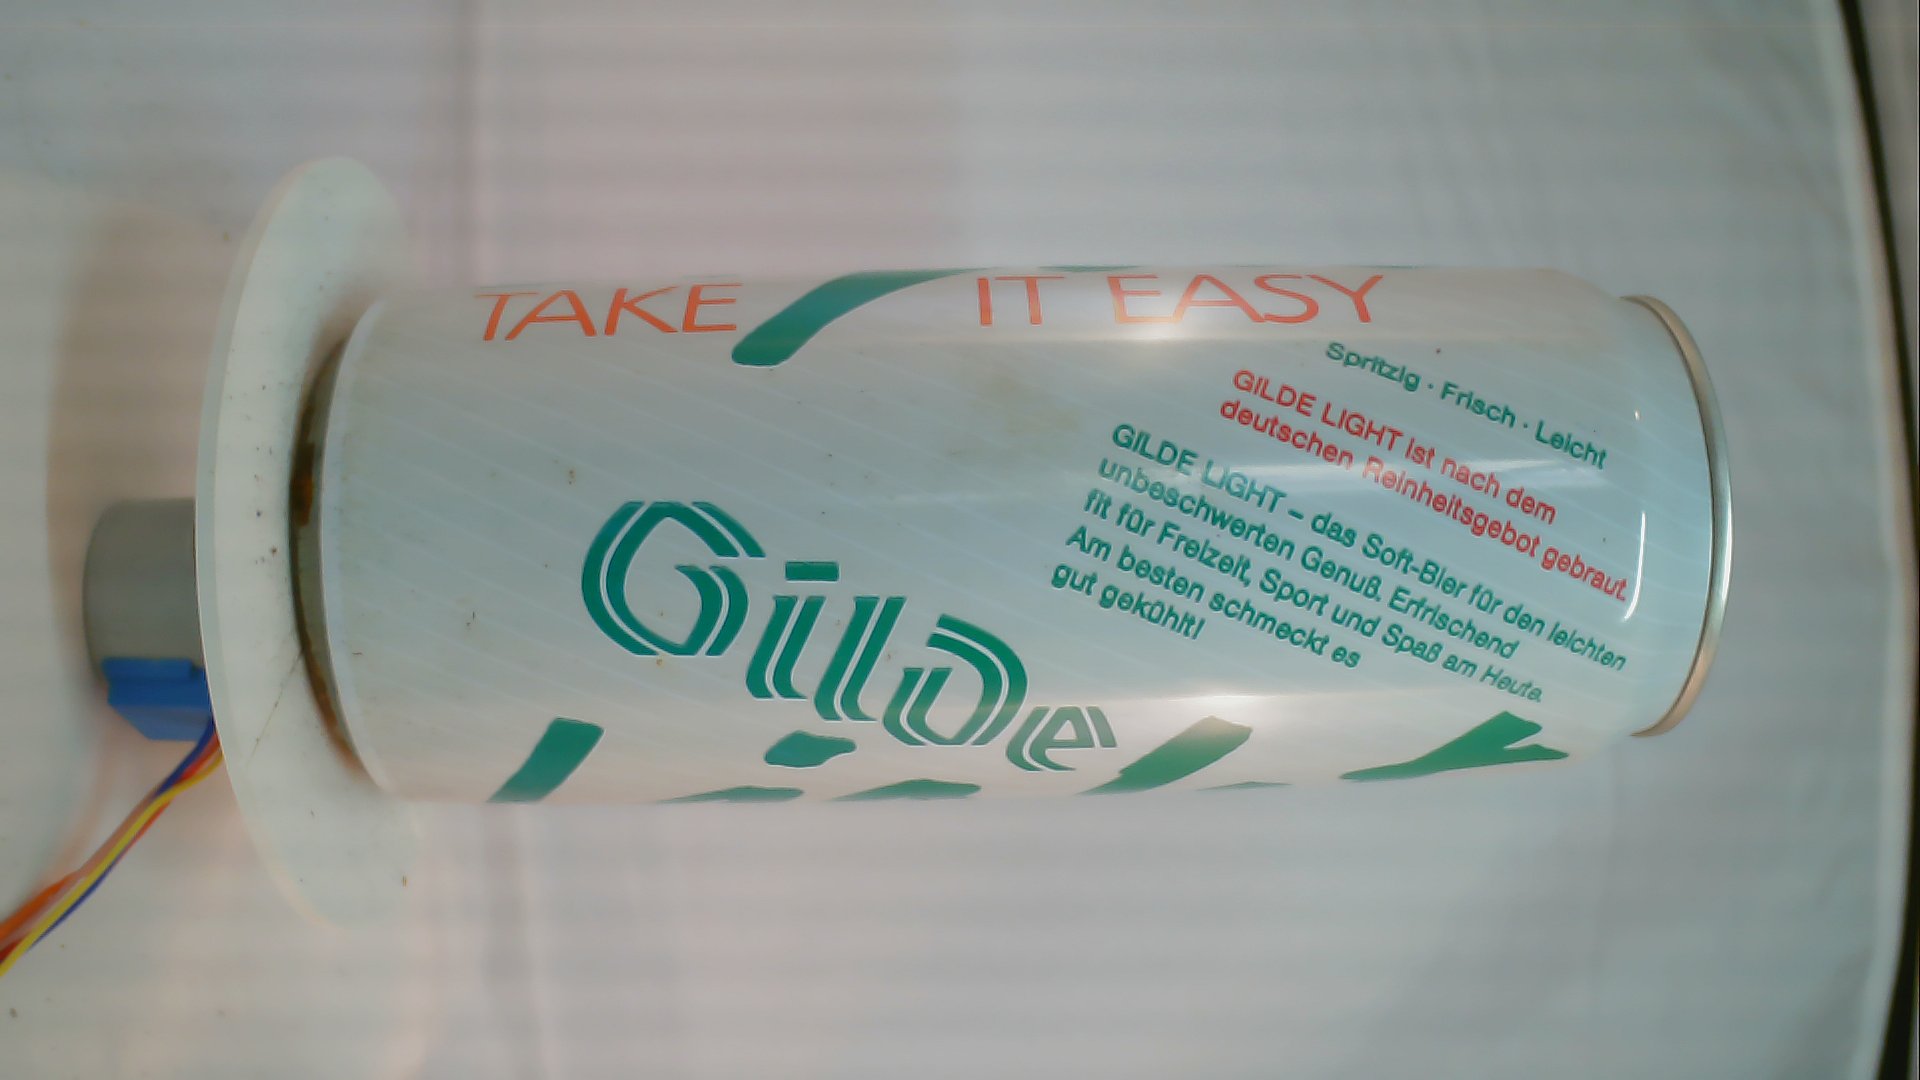 TAKE IT EASY
Spritzig · Frisch · Leicht
GILDE LIGHT ist nach dem
deutschen Reinheitsgebot gebraut.
GILDE LIGHT – das Soft-Bier für den leichten
unbeschwerten Genuß. Erfrischend
fit für Freizeit, Sport und Spaß am Heute.
Am besten schmeckt es
gut gekühlt!
Gilde